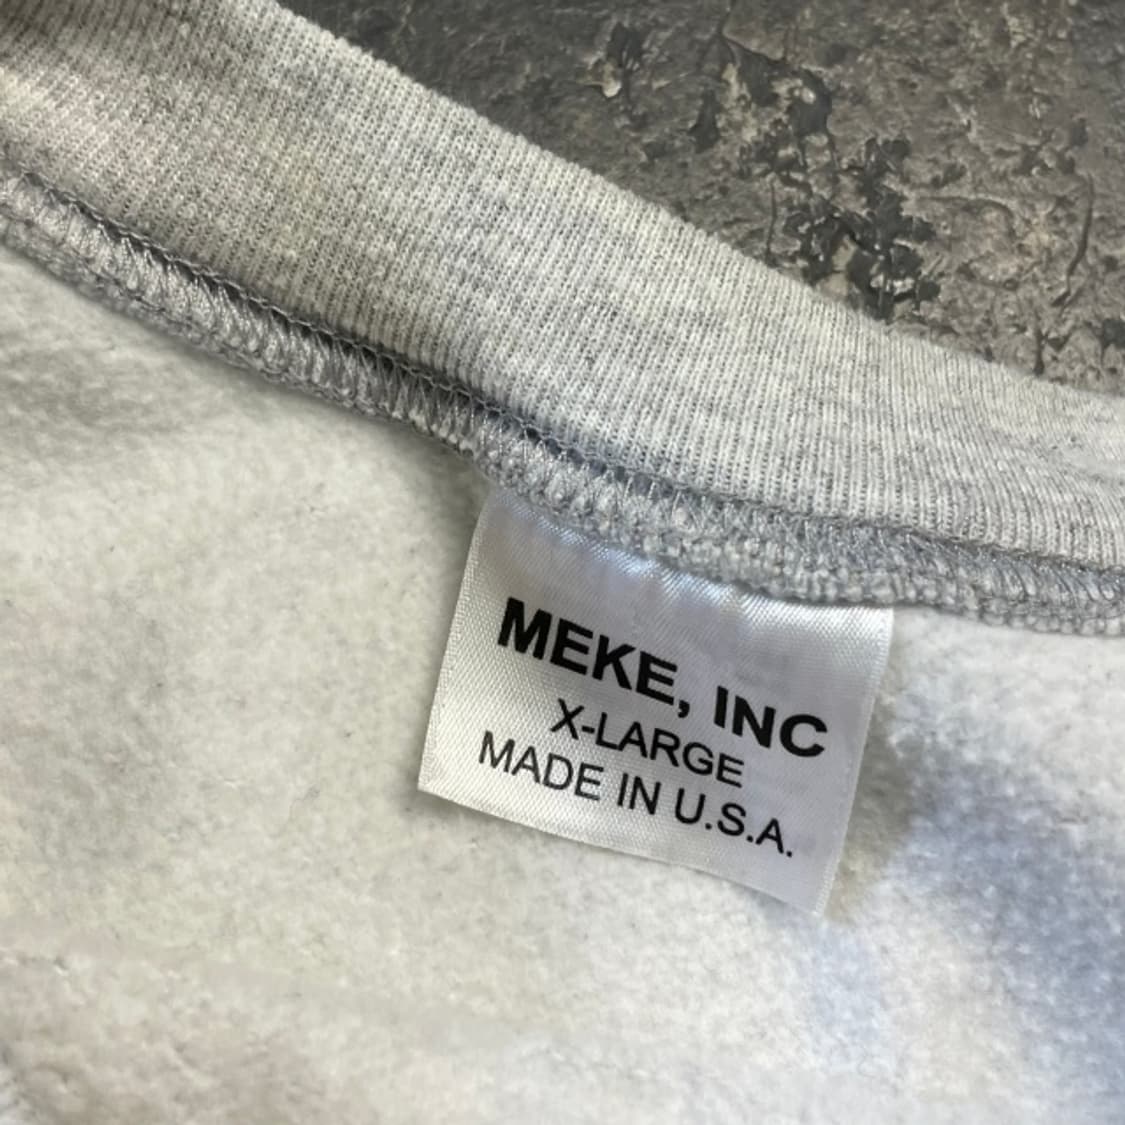 MEKE, INC
X-LARGE
MADE IN U.S.A.